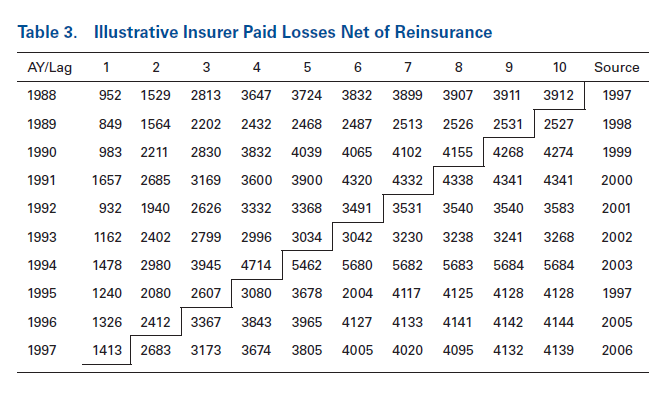 Table 3. Illustrative Insurer Paid Losses Net of Reinsurance
AY/Lag 1 2 3 4 5 6 7 8 9 10 Source
1988 952 1529 2813 3647 3724 3832 3899 3907 3911 3912 1997
1989 849 1564 2202 2432 2468 2487 2513 2526 2531 2527 1998
1990 983 2211 2830 3832 4039 4065 4102 4155 4268 4274 1999
1991 1657 2685 3169 3600 3900 4320 4332 4338 4341 4341 2000
1992 932 1940 2626 3332 3368 3491 3531 3540 3540 3583 2001
1993 1162 2402 2799 2996 3034 3042 3230 3238 3241 3268 2002
1994 1478 2980 3945 4714 5462 5680 5682 5683 5684 5684 2003
1995 1240 2080 2607 3080 3678 2004 4117 4125 4128 4128 1997
1996 1326 2412 3367 3843 3965 4127 4133 4141 4142 4144 2005
1997 1413 2683 3173 3674 3805 4005 4020 4095 4132 4139 2006